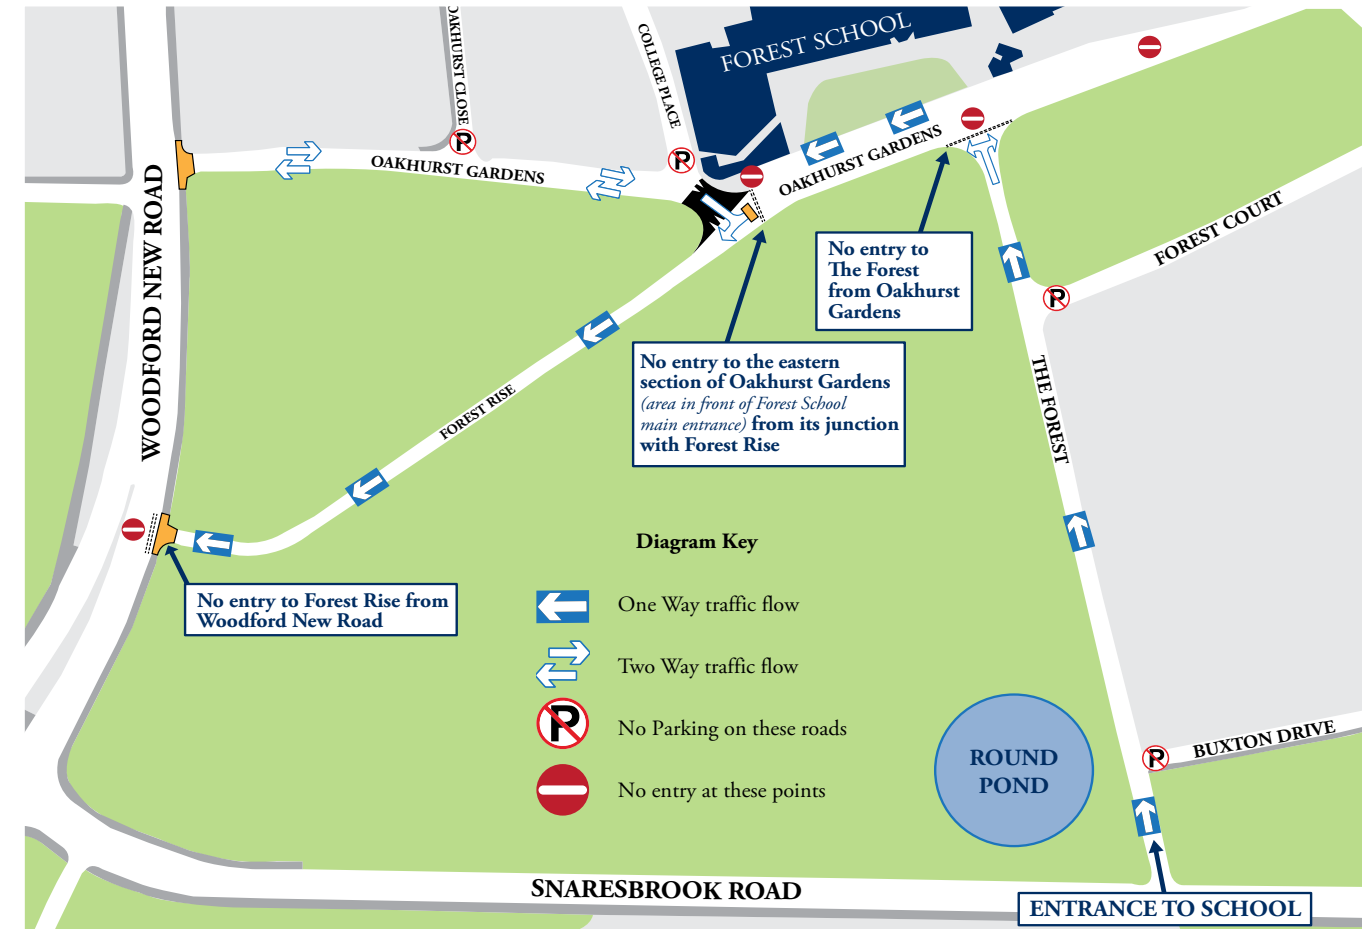 OAKHURST CLOSE
COLLEGE PLACE
FOREST SCHOOL
P
P
OAKHURST GARDENS
OAKHURST GARDENS
WOODFORD NEW ROAD
FOREST COURT
P
No entry to
The Forest
from Oakhurst
Gardens
No entry to the eastern
section of Oakhurst Gardens
(area in front of Forest School
main entrance) from its junction
with Forest Rise
FOREST RISE
THE FOREST
No entry to Forest Rise from
Woodford New Road
Diagram Key
One Way traffic flow
Two Way traffic flow
P
No Parking on these roads
No entry at these points
ROUND
POND
P
BUXTON DRIVE
SNARESBROOK ROAD
ENTRANCE TO SCHOOL